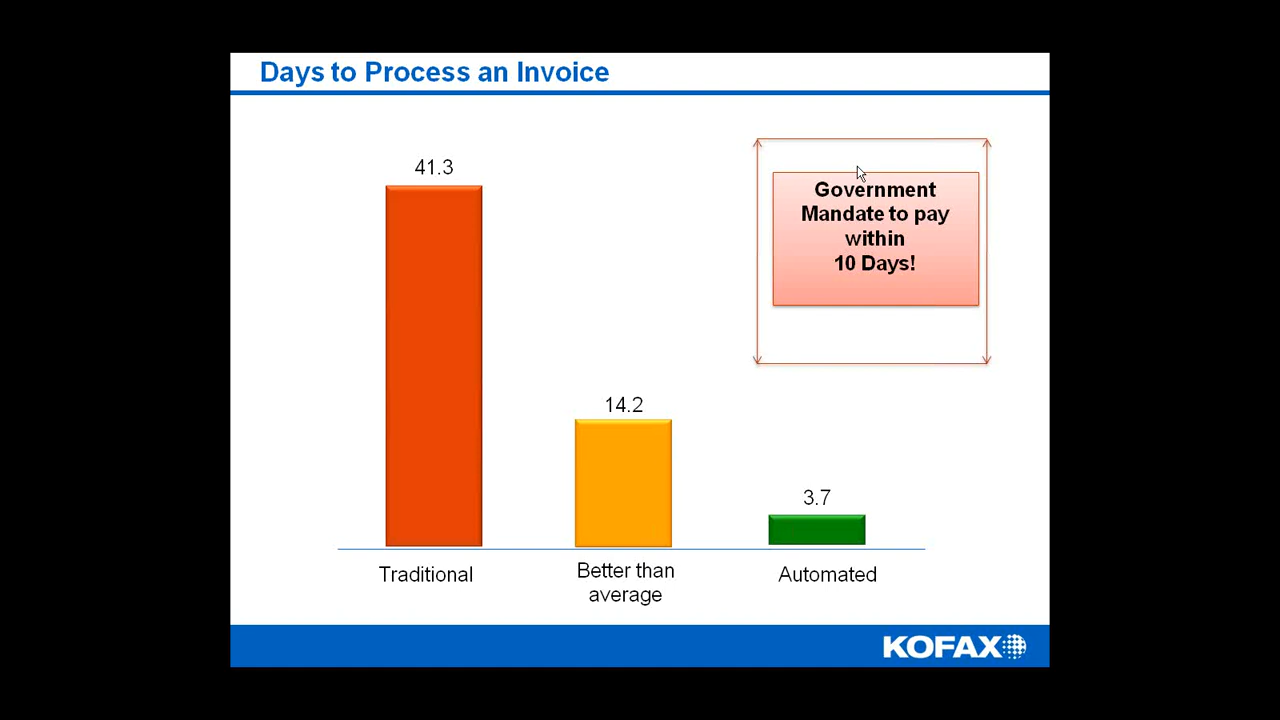 Days to Process an Invoice
41.3
Government
Mandate to pay
within
10 Days!
14.2
3.7
Traditional
Better than
average
Automated
KOFAX